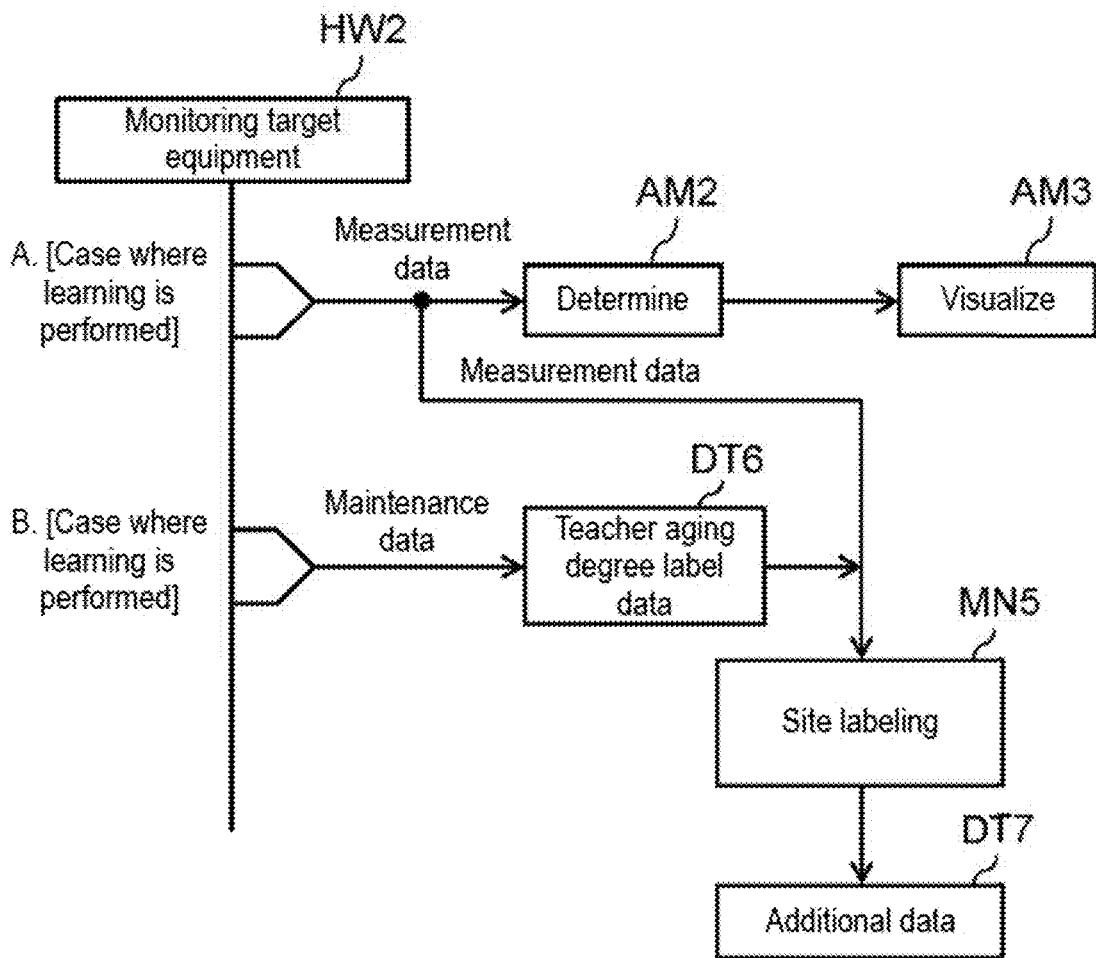 HW2
Monitoring target
equipment
AM2
AM3
A. [Case where
learning is
performed]
Measurement
data
Determine
Visualize
Measurement data
DT6
B. [Case where
learning is
performed]
Maintenance
data
Teacher aging
degree label
data
MN5
Site labeling
DT7
Additional data